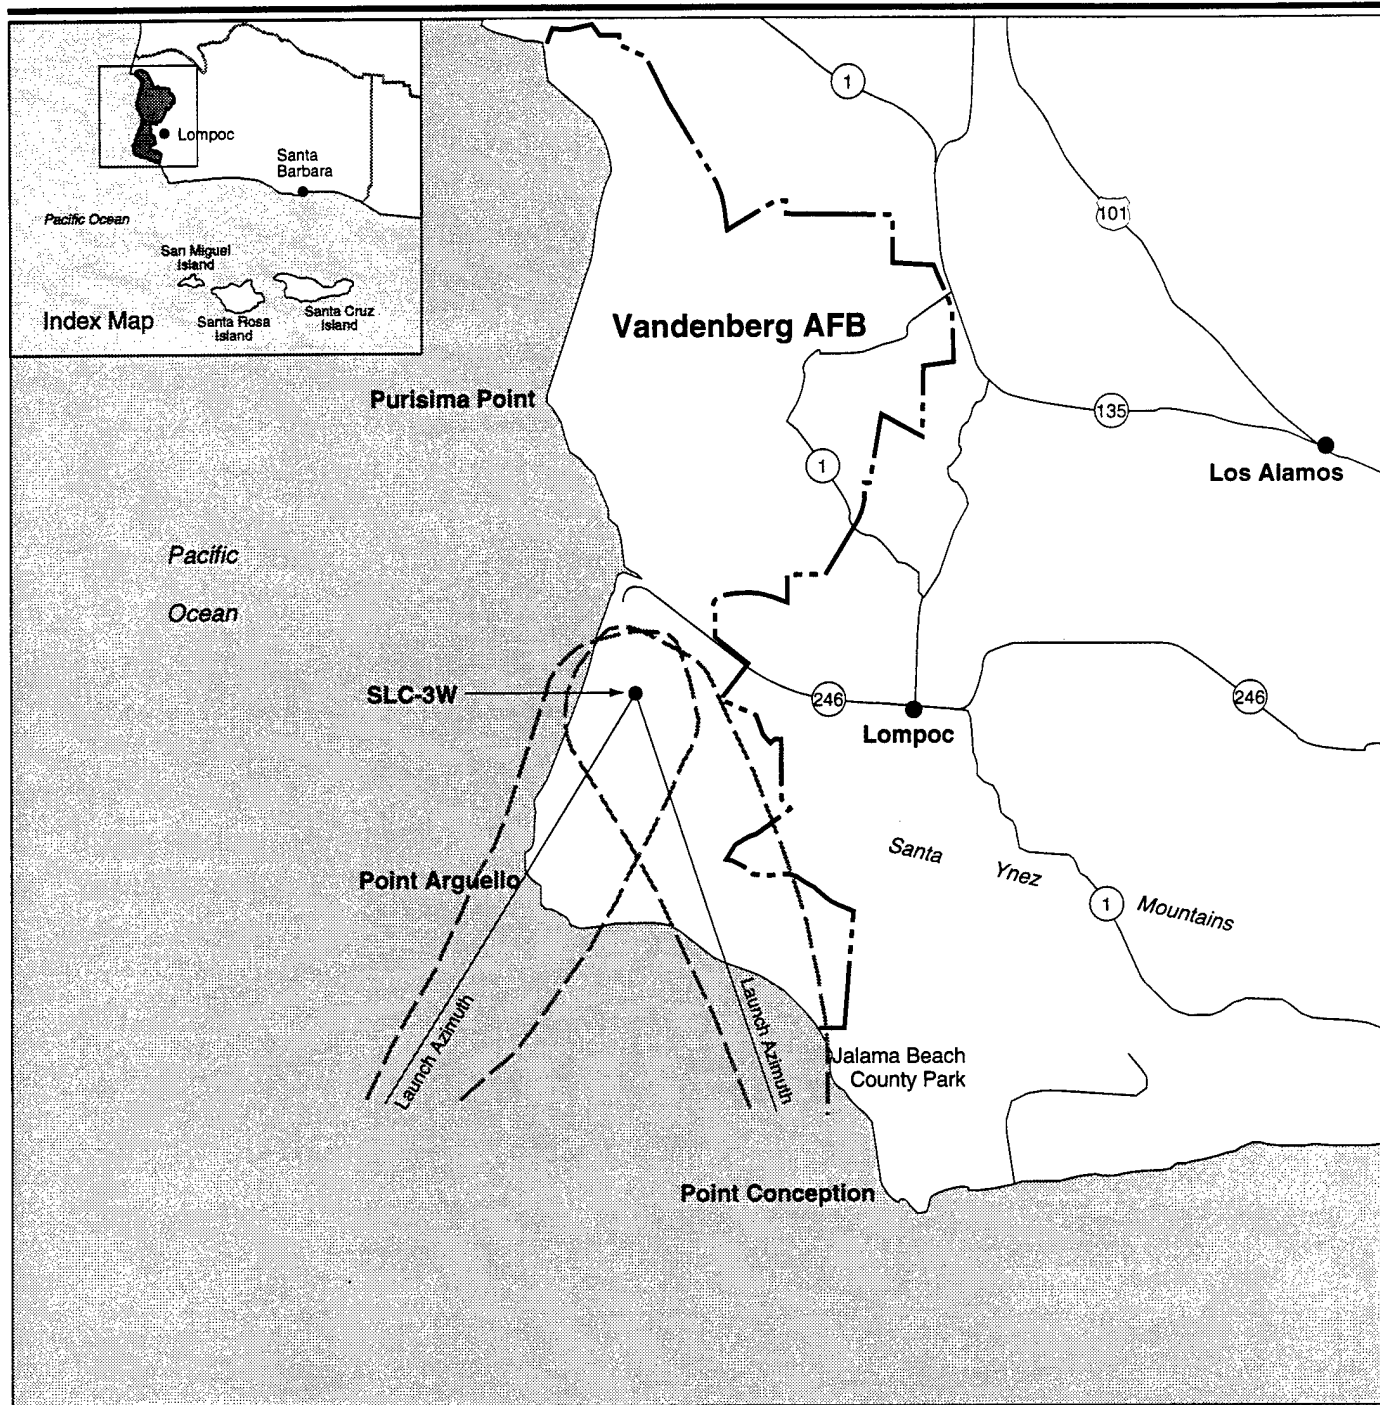 Lompoc
Santa
Barbara
Pacific Ocean
San Miguel
Island
Santa Rosa
Island
Santa Cruz
Island
Index Map
1
101
Vandenberg AFB
Purisima Point
135
1
Los Alamos
Pacific
Ocean
SLC-3W
246
246
Lompoc
Santa Ynez Mountains
Point Arguello
1
Launch Azimuth
Launch Azimuth
Jalama Beach
County Park
Point Conception